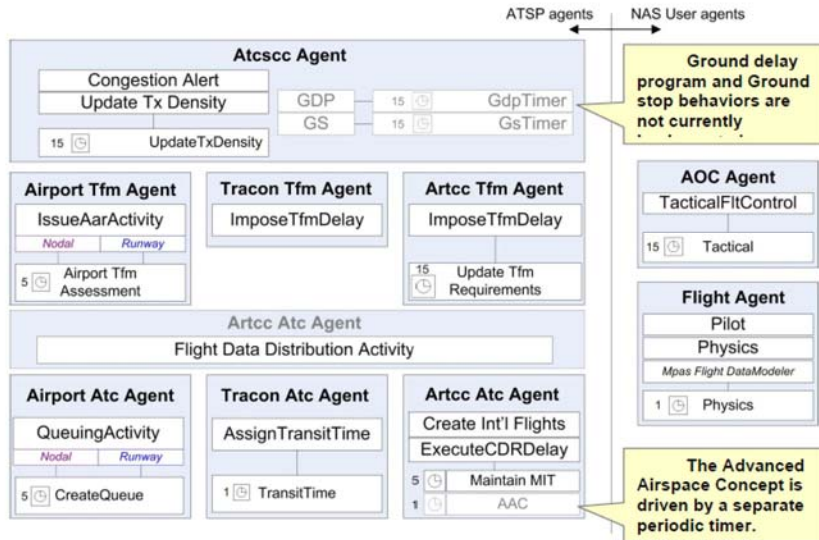 ATSP agents
NAS User agents
Atcscc Agent
Congestion Alert
Update Tx Density
15 UpdateTxDensity
GDP 15 GdpTimer
GS 15 GsTimer
Ground delay
program and Ground
stop behaviors are
not currently
Airport Tfm Agent
IssueAarActivity
Nodal Runway
5 Airport Tfm
Assessment
Tracon Tfm Agent
ImposeTfmDelay
Artcc Tfm Agent
ImposeTfmDelay
15 Update Tfm
Requirements
AOC Agent
TacticalFltControl
15 Tactical
Artcc Atc Agent
Flight Data Distribution Activity
Flight Agent
Pilot
Physics
Mpas Flight DataModeler
1 Physics
Airport Atc Agent
QueuingActivity
Nodal Runway
5 CreateQueue
Tracon Atc Agent
AssignTransitTime
1 TransitTime
Artcc Atc Agent
Create Int'l Flights
ExecuteCDRDelay
5 Maintain MIT
1 AAC
The Advanced
Airspace Concept is
driven by a separate
periodic timer.